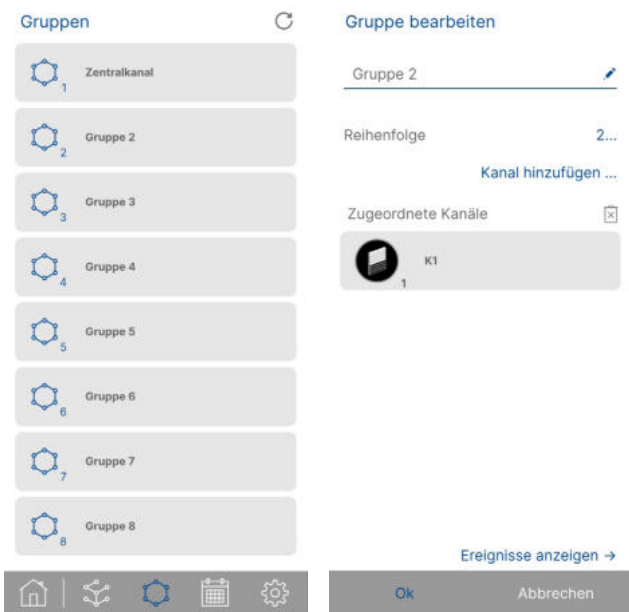 Gruppen
1 Zentralkanal
2 Gruppe 2
3 Gruppe 3
4 Gruppe 4
5 Gruppe 5
6 Gruppe 6
7 Gruppe 7
8 Gruppe 8
Gruppe bearbeiten
Gruppe 2
Reihenfolge 2...
Kanal hinzufügen ...
Zugeordnete Kanäle
1 K1
Ereignisse anzeigen →
Ok Abbrechen